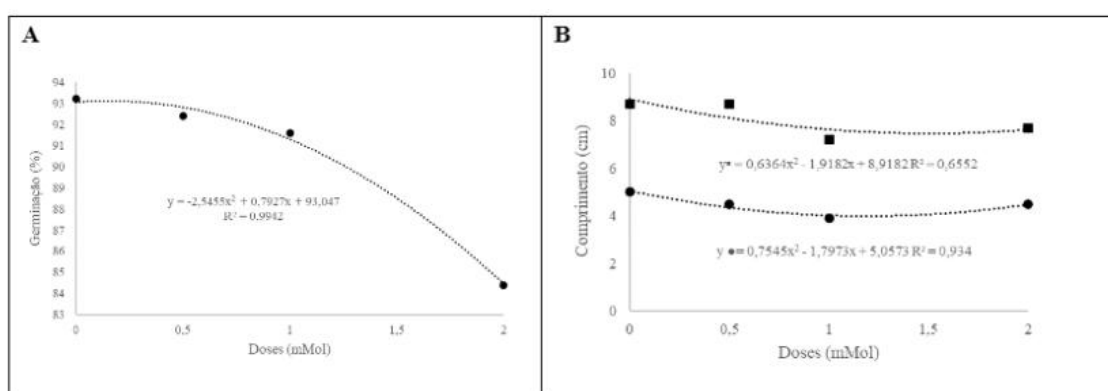 A
Germinação (%)
94
93
92
91
90
89
88
87
86
85
84
83
y = -2,5455x² + 0,7927x + 93,047
R² = 0,9942
0 0,5 1 1,5 2
Doses (mMol)
B
Comprimento (cm)
10
8
6
4
2
0
y■ = 0,6364x² - 1,9182x + 8,9182 R² = 0,6552
y ● = 0,7545x² - 1,7973x + 5,0573 R² = 0,934
0 0,5 1 1,5 2
Doses (mMol)